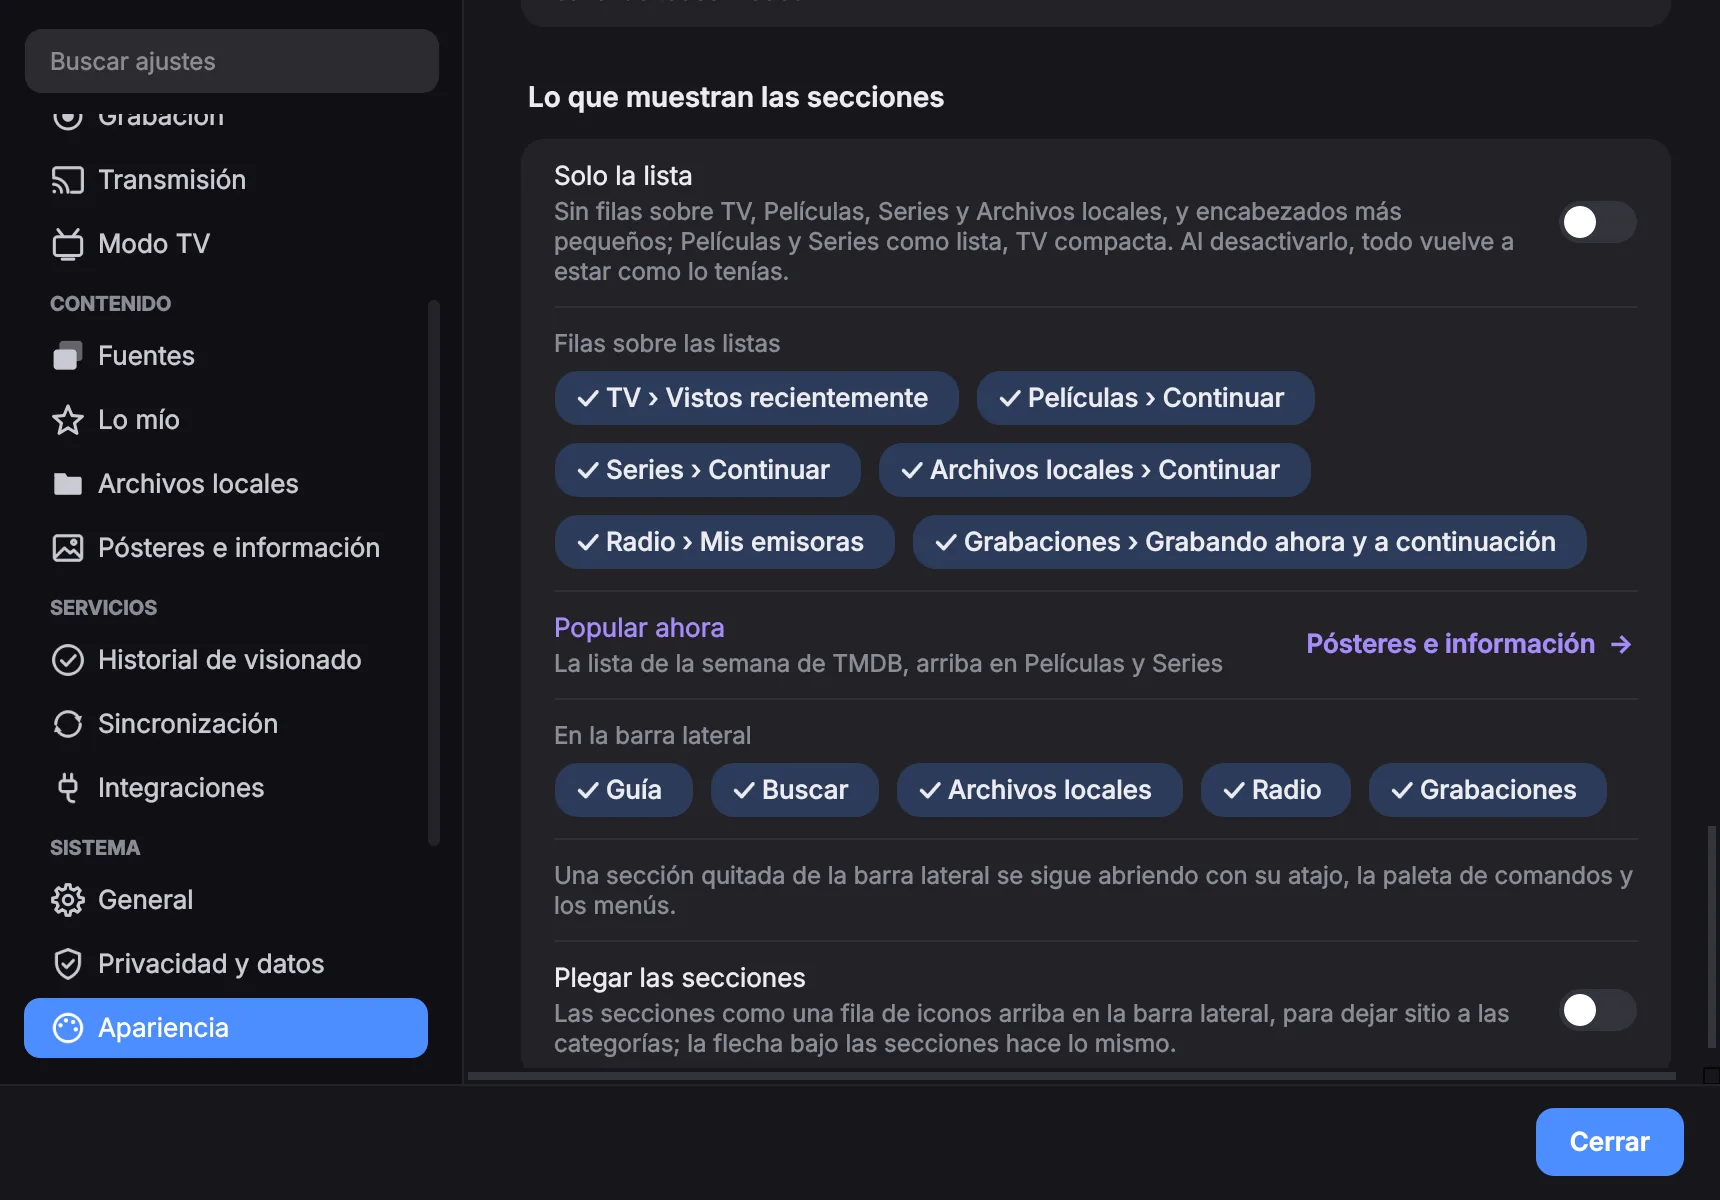 Buscar ajustes
Grabación
Transmisión
Modo TV
CONTENIDO
Fuentes
Lo mío
Archivos locales
Pósteres e información
SERVICIOS
Historial de visionado
Sincronización
Integraciones
SISTEMA
General
Privacidad y datos
Apariencia
Lo que muestran las secciones
Solo la lista
Sin filas sobre TV, Películas, Series y Archivos locales, y encabezados más
pequeños; Películas y Series como lista, TV compacta. Al desactivarlo, todo vuelve a
estar como lo tenías.
Filas sobre las listas
TV › Vistos recientemente
Películas › Continuar
Series › Continuar
Archivos locales › Continuar
Radio › Mis emisoras
Grabaciones › Grabando ahora y a continuación
Popular ahora
La lista de la semana de TMDB, arriba en Películas y Series
Pósteres e información →
En la barra lateral
Guía
Buscar
Archivos locales
Radio
Grabaciones
Una sección quitada de la barra lateral se sigue abriendo con su atajo, la paleta de comandos y
los menús.
Plegar las secciones
Las secciones como una fila de iconos arriba en la barra lateral, para dejar sitio a las
categorías; la flecha bajo las secciones hace lo mismo.
Cerrar